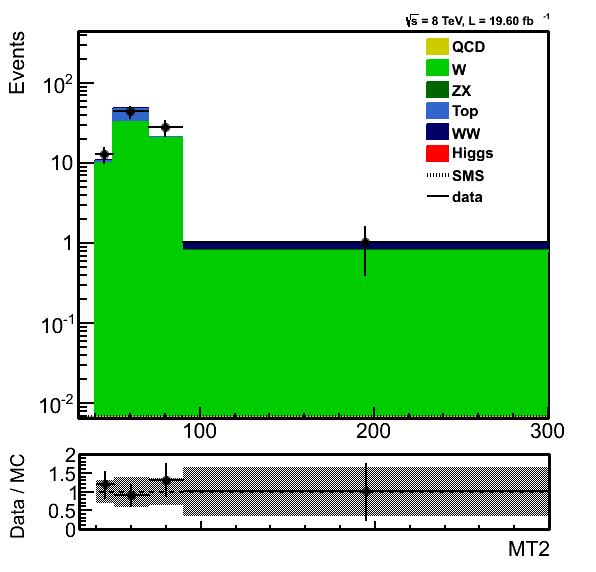 √s = 8 TeV, L = 19.60 fb⁻¹
Events
QCD
W
ZX
Top
WW
Higgs
SMS
data
10²
10
1
10⁻¹
10⁻²
100
200
300
Data / MC
2
1.5
1
0.5
0
MT2